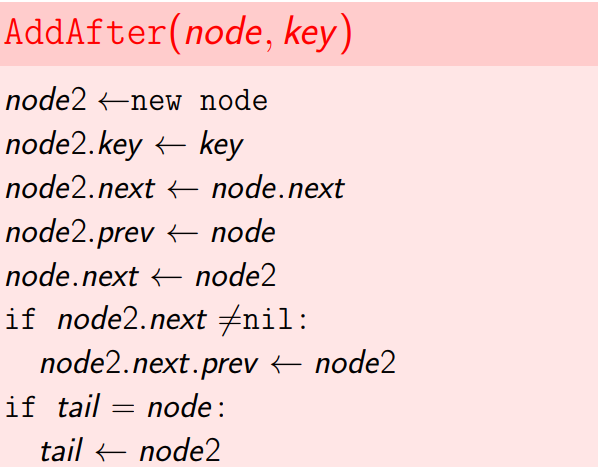 AddAfter(node, key)
node2 ←new node
node2.key ← key
node2.next ← node.next
node2.prev ← node
node.next ← node2
if node2.next ≠nil:
node2.next.prev ← node2
if tail = node:
tail ← node2